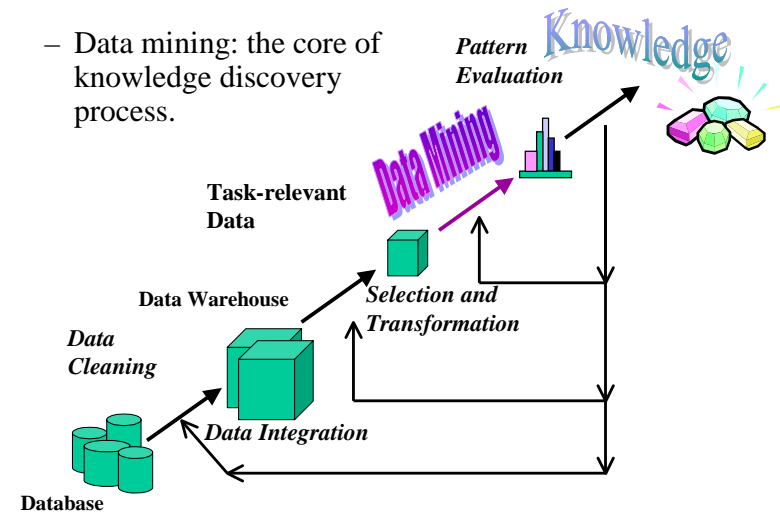 – Data mining: the core of
knowledge discovery
process.
Pattern
Evaluation
Knowledge
Data Mining
Task-relevant
Data
Data Warehouse
Selection and
Transformation
Data
Cleaning
Data Integration
Database